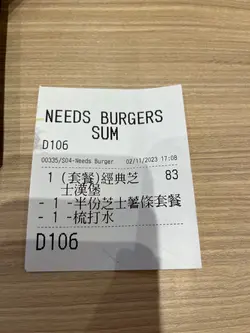 NEEDS BURGERS
SUM
D106
00335/S04-Needs Burger 02/11/2023 17:08
1 (套餐)經典芝 83
士漢堡
- 1 -半份芝士薯條套餐
- 1 -梳打水
D106